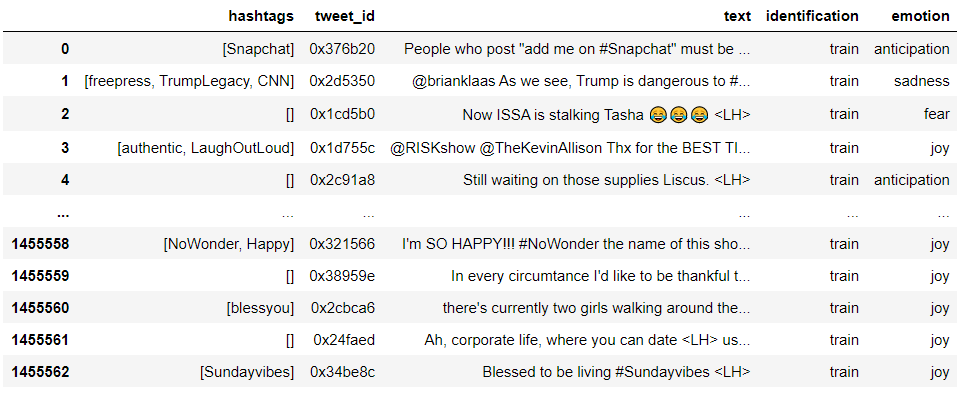 hashtags tweet_id text identification emotion
0 [Snapchat] 0x376b20 People who post "add me on #Snapchat" must be ... train anticipation
1 [freepress, TrumpLegacy, CNN] 0x2d5350 @brianklaas As we see, Trump is dangerous to #... train sadness
2 [] 0x1cd5b0 Now ISSA is stalking Tasha 😂😂😂 <LH> train fear
3 [authentic, LaughOutLoud] 0x1d755c @RISKshow @TheKevinAllison Thx for the BEST TI... train joy
4 [] 0x2c91a8 Still waiting on those supplies Liscus. <LH> train anticipation
... ... ... ... ... ...
1455558 [NoWonder, Happy] 0x321566 I'm SO HAPPY!!! #NoWonder the name of this sho... train joy
1455559 [] 0x38959e In every circumtance I'd like to be thankful t... train joy
1455560 [blessyou] 0x2cbca6 there's currently two girls walking around the... train joy
1455561 [] 0x24faed Ah, corporate life, where you can date <LH> us... train joy
1455562 [Sundayvibes] 0x34be8c Blessed to be living #Sundayvibes <LH> train joy